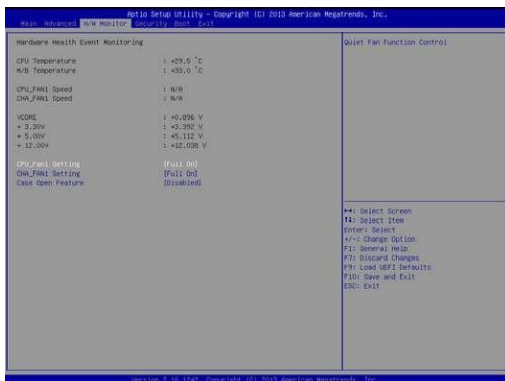 Aptio Setup Utility - Copyright (C) 2013 American Megatrends, Inc.
Main Advanced H/W Monitor Security Boot Exit
Hardware Health Event Monitoring
Quiet Fan Function Control
CPU Temperature : +29.5 °C
M/B Temperature : +33.0 °C
CPU_FAN1 Speed : N/A
CHA_FAN1 Speed : N/A
VCORE : +0.896 V
+ 3.30V : +3.392 V
+ 5.00V : +5.112 V
+ 12.00V : +12.038 V
CPU_Fan1 Setting [Full On]
CHA_FAN1 Setting [Full On]
Case Open Feature [Disabled]
↔: Select Screen
↑↓: Select Item
Enter: Select
+/-: Change Option
F1: General Help
F7: Discard Changes
F9: Load UEFI Defaults
F10: Save and Exit
ESC: Exit
Version 2.16.1242. Copyright (C) 2013 American Megatrends, Inc.